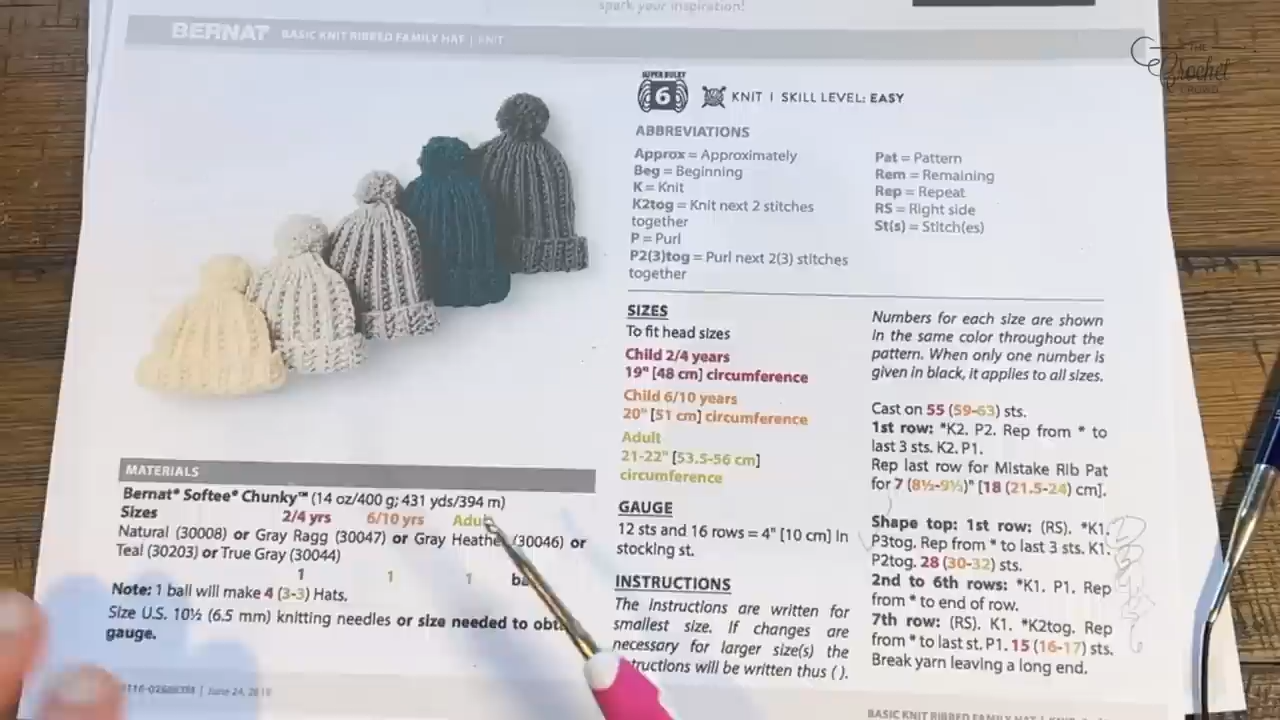 spark your inspiration!
BERNAT BASIC KNIT RIBBED FAMILY HAT | KNIT
THE
Crochet
CROWD
SUPER BULKY
6
KNIT | SKILL LEVEL: EASY
ABBREVIATIONS
Approx = Approximately
Beg = Beginning
K = Knit
K2tog = Knit next 2 stitches
together
P = Purl
P2(3)tog = Purl next 2(3) stitches
together
Pat = Pattern
Rem = Remaining
Rep = Repeat
RS = Right side
St(s) = Stitch(es)
MATERIALS
Bernat® Softee® Chunky™ (14 oz/400 g; 431 yds/394 m)
Sizes 2/4 yrs 6/10 yrs Adult
Natural (30008) or Gray Ragg (30047) or Gray Heather (30046) or
Teal (30203) or True Gray (30044)
1 1 1
Note: 1 ball will make 4 (3-3) Hats.
Size U.S. 10½ (6.5 mm) knitting needles or size needed to obtain
gauge.
June 24, 2019
SIZES
To fit head sizes
Child 2/4 years
19" [48 cm] circumference
Child 6/10 years
20" [51 cm] circumference
Adult
21-22" [53.5-56 cm]
circumference
GAUGE
12 sts and 16 rows = 4" [10 cm] in
stocking st.
INSTRUCTIONS
The instructions are written for
smallest size. If changes are
necessary for larger size(s) the
instructions will be written thus ( ).
Numbers for each size are shown
in the same color throughout the
pattern. When only one number is
given in black, it applies to all sizes.
Cast on 55 (59-63) sts.
1st row: *K2. P2. Rep from * to
last 3 sts. K2. P1.
Rep last row for Mistake Rib Pat
for 7 (8½-9½)" [18 (21.5-24) cm].
Shape top: 1st row: (RS). *K1.
P3tog. Rep from * to last 3 sts. K1.
P2tog. 28 (30-32) sts.
2nd to 6th rows: *K1. P1. Rep
from * to end of row.
7th row: (RS). K1. *K2tog. Rep
from * to last st. P1. 15 (16-17) sts.
Break yarn leaving a long end.
BASIC KNIT RIBBED FAMILY HAT